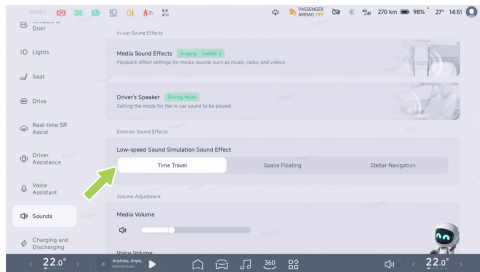 READY
PASSENGER
AIRBAG OFF
270 km
98%
27°
14:51
Door
In-car Sound Effects
Lights
Media Sound Effects
Playback effect settings for media sounds such as music, radio, and videos
Seat
Driver's Speaker
Driving Mode
Setting the mode for the in-car sound to be played
Drive
Real-time SR
Assist
Exterior Sound Effects
Low-speed Sound Simulation Sound Effect
Driver
Assistance
Time Travel
Space Floating
Stellar Navigation
Voice
Assistant
Volume Adjustment
Sounds
Media Volume
Charging and
Discharging
Voice Volume
22.0°
360
22.0°